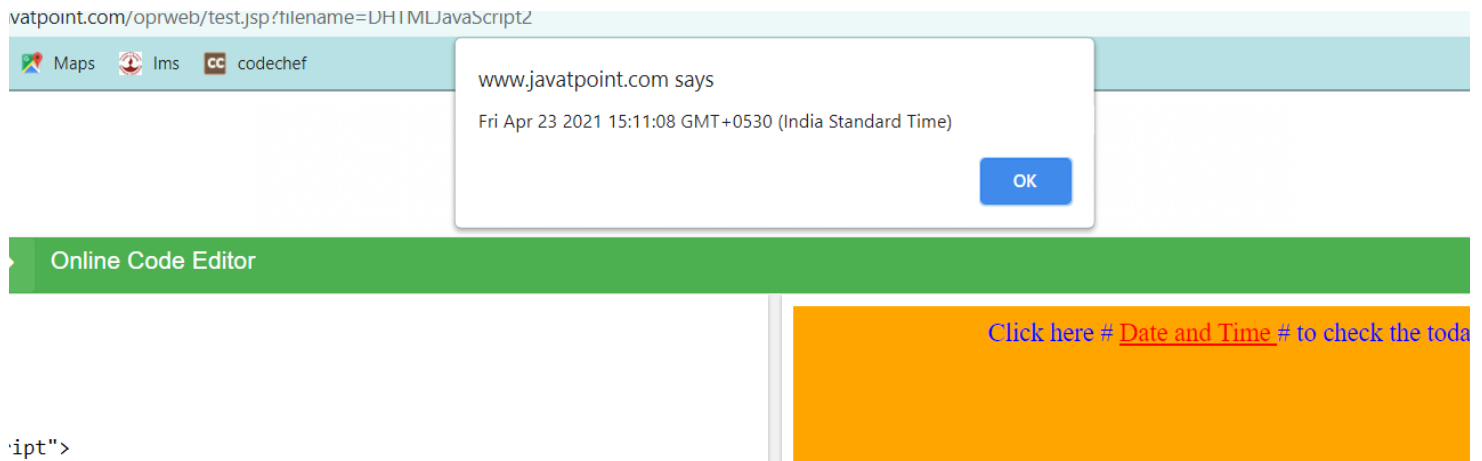 vatpoint.com/oprweb/test.jsp?filename=DHTMLJavaScript2
Maps lms CC codechef
www.javatpoint.com says
Fri Apr 23 2021 15:11:08 GMT+0530 (India Standard Time)
OK
Online Code Editor
Click here # Date and Time # to check the toda
ript">